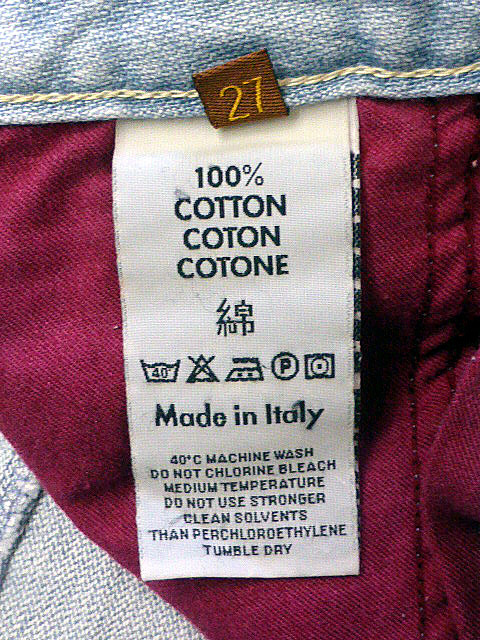 27
100%
COTTON
COTON
COTONE
綿
40 P
Made in Italy
40°C MACHINE WASH
DO NOT CHLORINE BLEACH
MEDIUM TEMPERATURE
DO NOT USE STRONGER
CLEAN SOLVENTS
THAN PERCHLOROETHYLENE
TUMBLE DRY